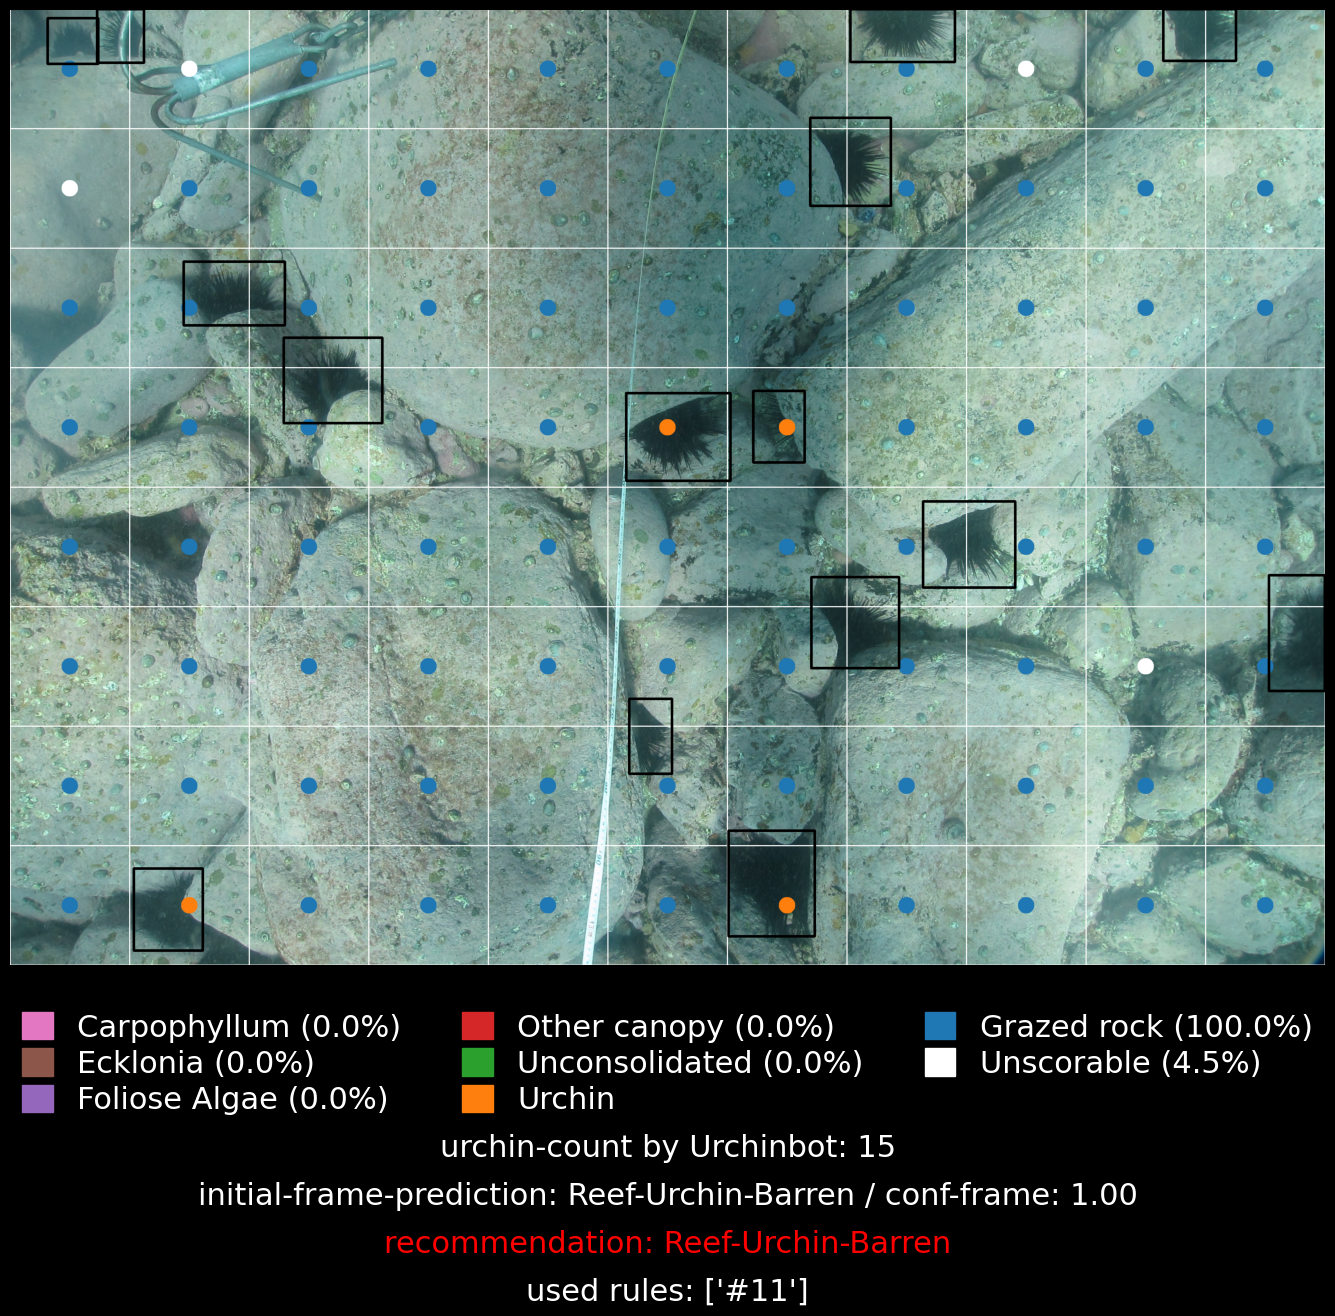 Carpophyllum (0.0%) Other canopy (0.0%) Grazed rock (100.0%)
Ecklonia (0.0%) Unconsolidated (0.0%) Unscorable (4.5%)
Foliose Algae (0.0%) Urchin
urchin-count by Urchinbot: 15
initial-frame-prediction: Reef-Urchin-Barren / conf-frame: 1.00
recommendation: Reef-Urchin-Barren
used rules: ['#11']